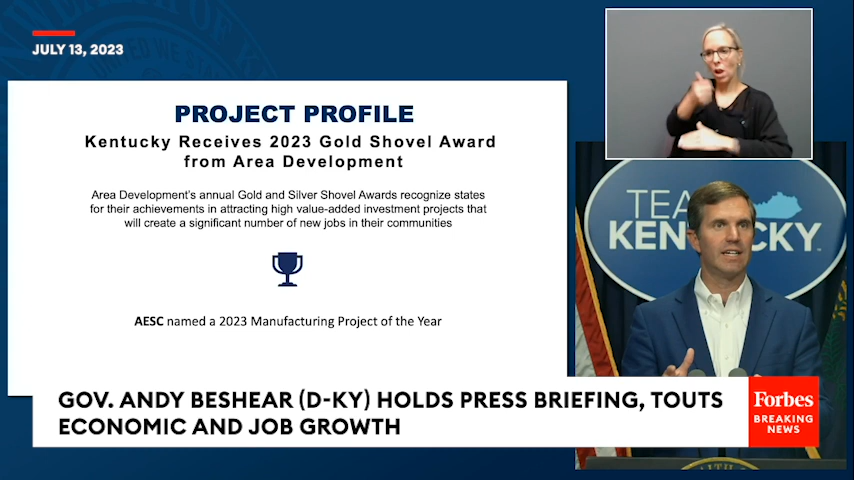 JULY 13, 2023
PROJECT PROFILE
Kentucky Receives 2023 Gold Shovel Award
from Area Development
Area Development's annual Gold and Silver Shovel Awards recognize states
for their achievements in attracting high value-added investment projects that
will create a significant number of new jobs in their communities
AESC named a 2023 Manufacturing Project of the Year
TEA
KENTUCKY
GOV. ANDY BESHEAR (D-KY) HOLDS PRESS BRIEFING, TOUTS
ECONOMIC AND JOB GROWTH
Forbes
BREAKING
NEWS